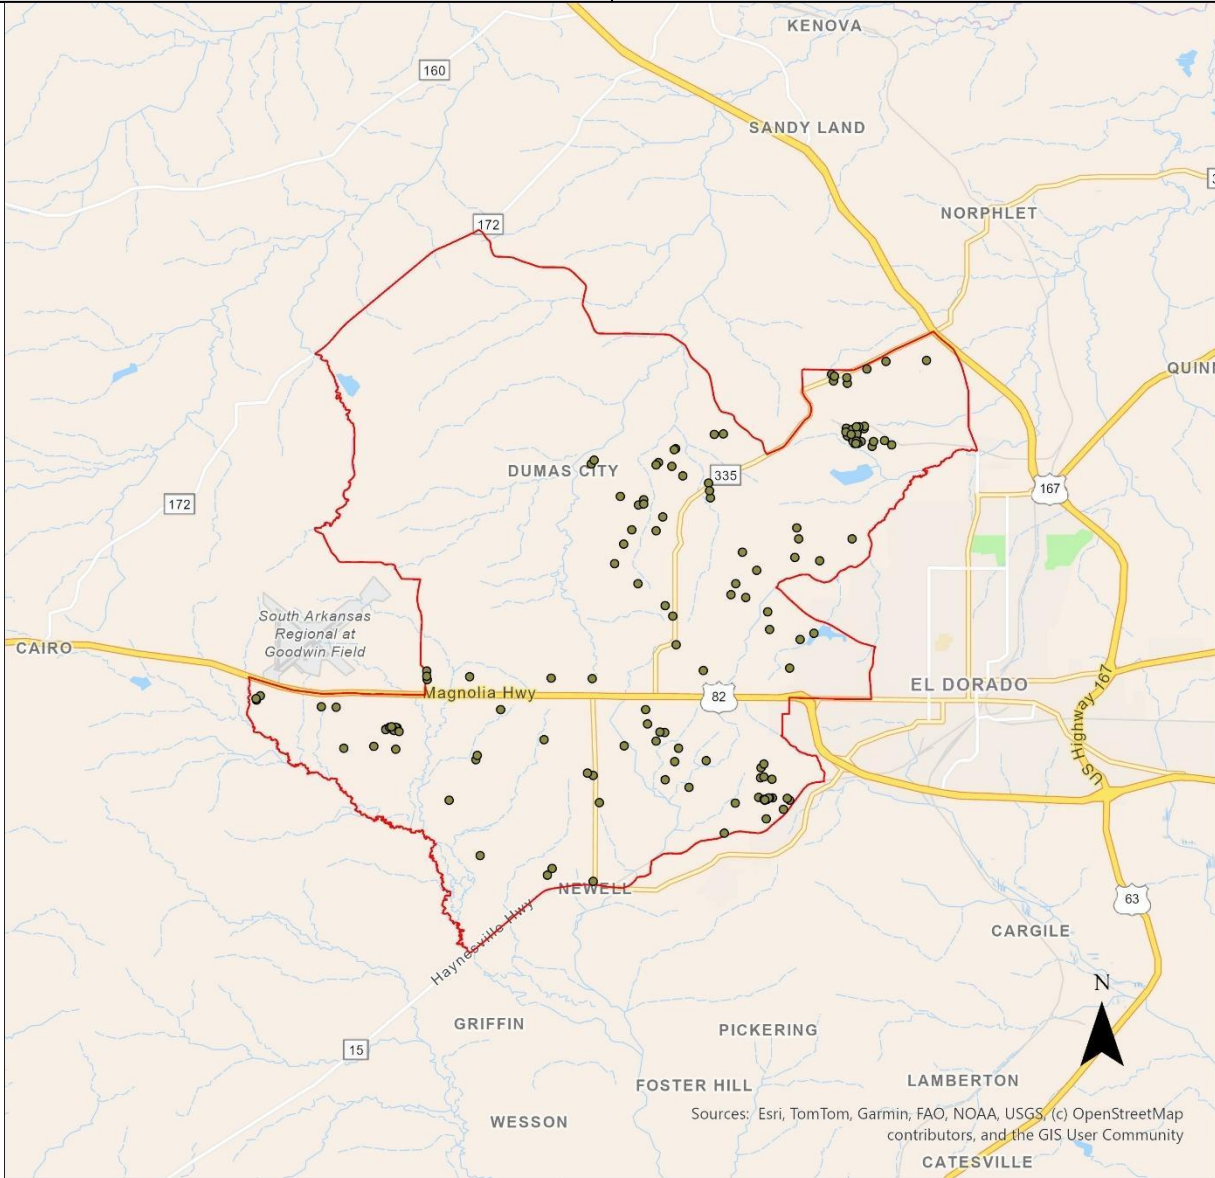 KENOVA
160
SANDY LAND
NORPHLET
172
QUINN
DUMAS CITY
335
167
172
South Arkansas
Regional at
Goodwin Field
CAIRO
EL DORADO
Magnolia Hwy
82
US Highway 167
NEWELL
63
Haynesville Hwy
CARGILE
N
GRIFFIN
PICKERING
15
LAMBERTON
FOSTER HILL
WESSON
Sources: Esri, TomTom, Garmin, FAO, NOAA, USGS, (c) OpenStreetMap
contributors, and the GIS User Community
CATESVILLE